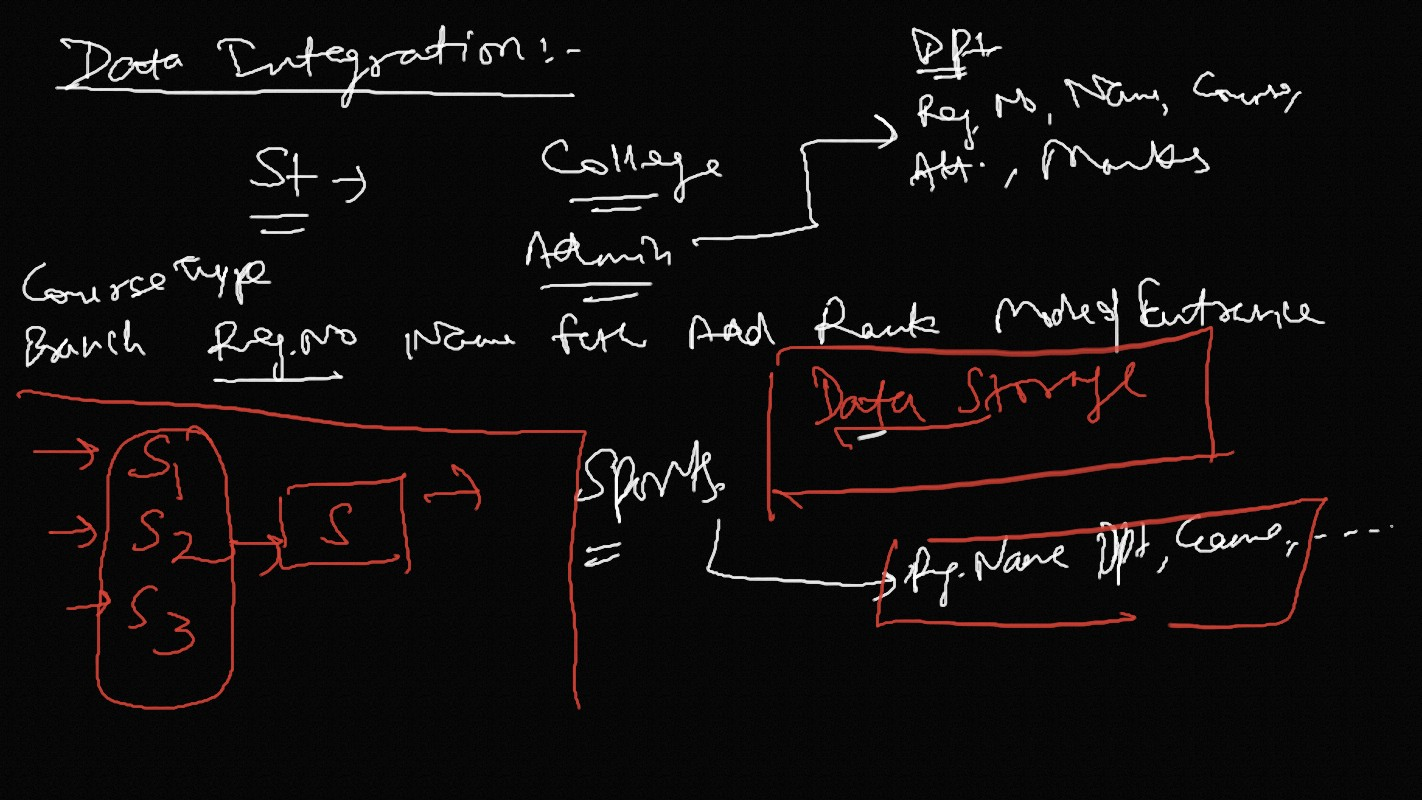 Data Integration:-
Dpt
Reg. No, Name, Course,
Att., Marks
St →
College
Admin
Course Type
Branch Reg.No Name Fath Add Rank Mode of Entrance
Data Storage
S1
S2
S3
S
Sports.
Rg. Name Dpt, Game, - - - -